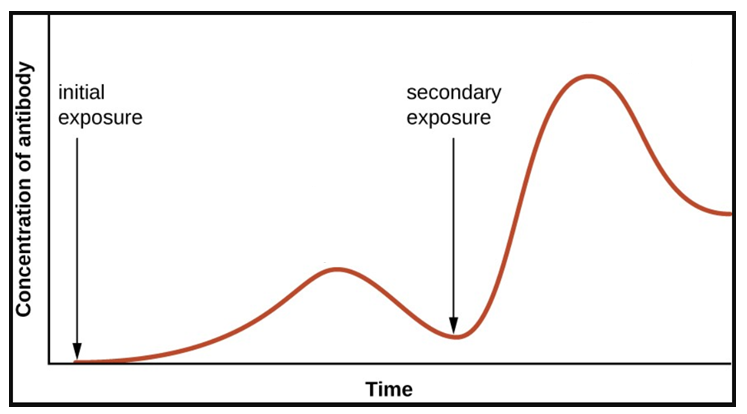 Concentration of antibody
initial
exposure
secondary
exposure
Time